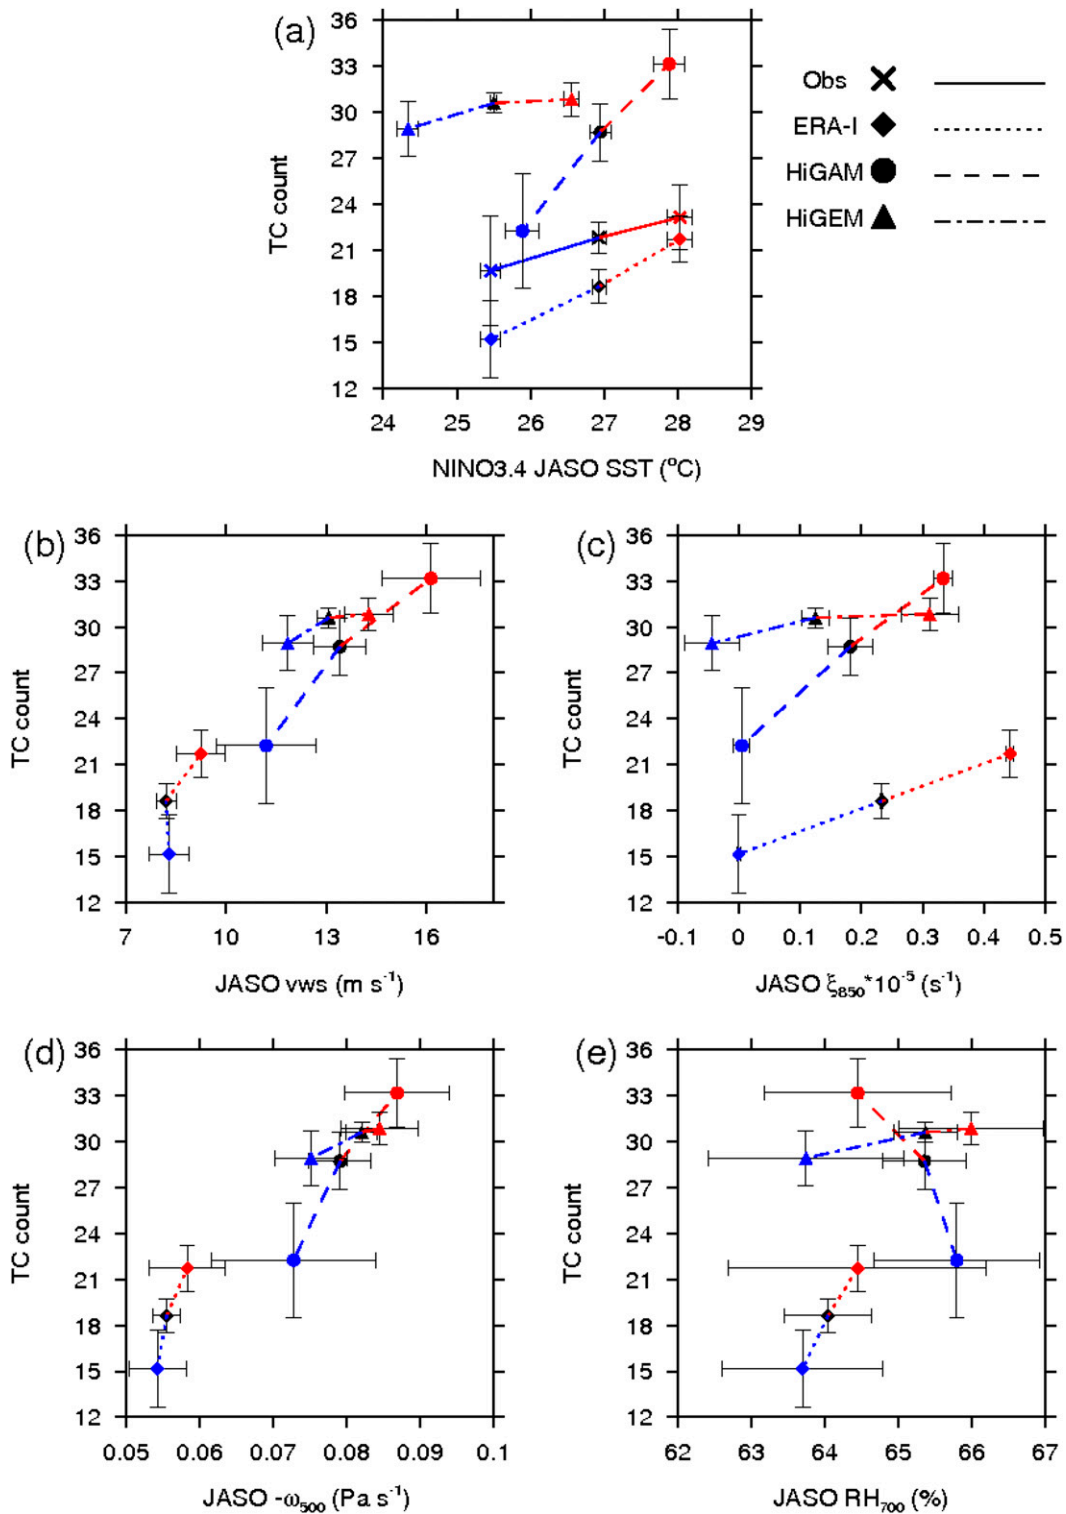 (a)
36
33
30
27
24
21
18
15
12
TC count
24 25 26 27 28 29
NINO3.4 JASO SST (°C)
Obs
ERA-I
HiGAM
HiGEM
(b)
36
33
30
27
24
21
18
15
12
TC count
7 10 13 16
JASO vws (m s⁻¹)
(c)
36
33
30
27
24
21
18
15
12
TC count
-0.1 0 0.1 0.2 0.3 0.4 0.5
JASO ξ₈₅₀*10⁻⁵ (s⁻¹)
(d)
36
33
30
27
24
21
18
15
12
TC count
0.05 0.06 0.07 0.08 0.09 0.1
JASO -ω₅₀₀ (Pa s⁻¹)
(e)
36
33
30
27
24
21
18
15
12
TC count
62 63 64 65 66 67
JASO RH₇₀₀ (%)